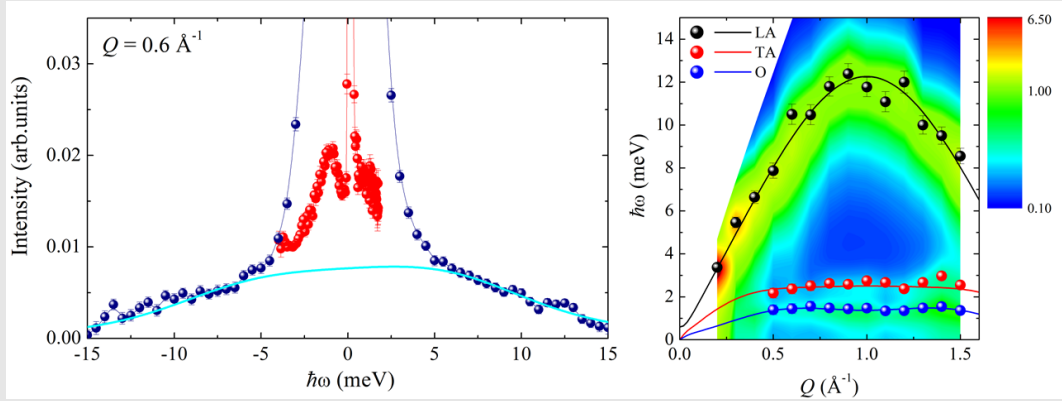 Q = 0.6 Å-1
Intensity (arb.units)
0.03
0.02
0.01
0.00
-15 -10 -5 0 5 10 15
ħω (meV)
LA
TA
O
ħω (meV)
14
12
10
8
6
4
2
0
0.0 0.5 1.0 1.5
Q (Å-1)
6.50
1.00
0.10